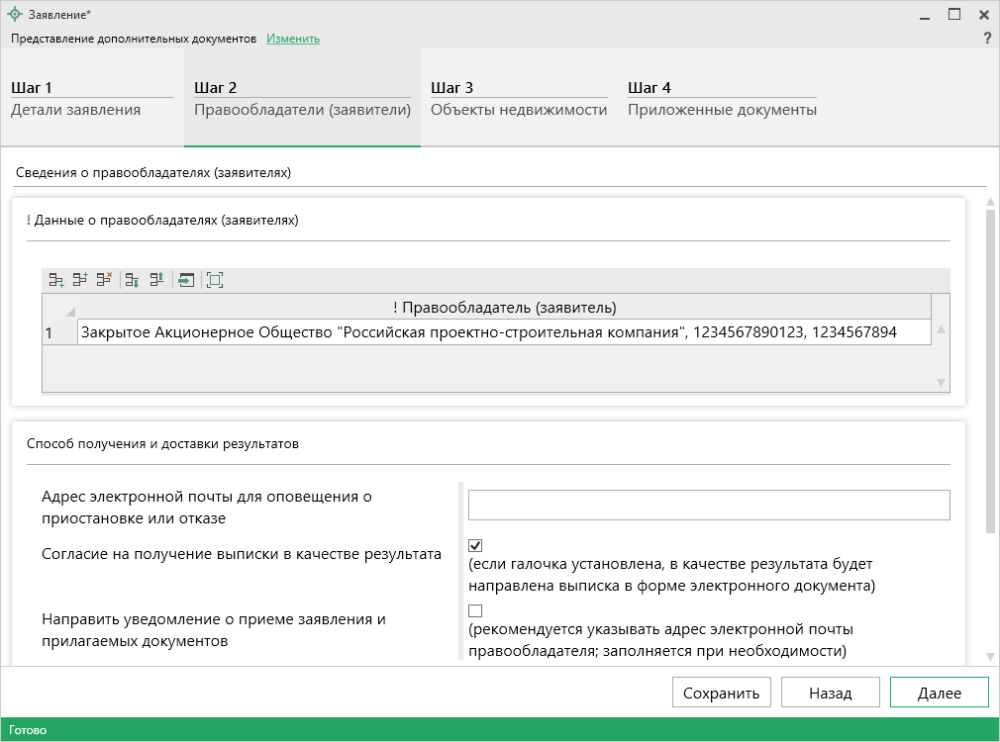 Заявление*
Представление дополнительных документов Изменить ?
Шаг 1
Детали заявления
Шаг 2
Правообладатели (заявители)
Шаг 3
Объекты недвижимости
Шаг 4
Приложенные документы
Сведения о правообладателях (заявителях)
! Данные о правообладателях (заявителях)
! Правообладатель (заявитель)
1 Закрытое Акционерное Общество "Российская проектно-строительная компания", 1234567890123, 1234567894
Способ получения и доставки результатов
Адрес электронной почты для оповещения о
приостановке или отказе
Согласие на получение выписки в качестве результата
(если галочка установлена, в качестве результата будет
направлена выписка в форме электронного документа)
Направить уведомление о приеме заявления и
прилагаемых документов
(рекомендуется указывать адрес электронной почты
правообладателя; заполняется при необходимости)
Сохранить Назад Далее
Готово